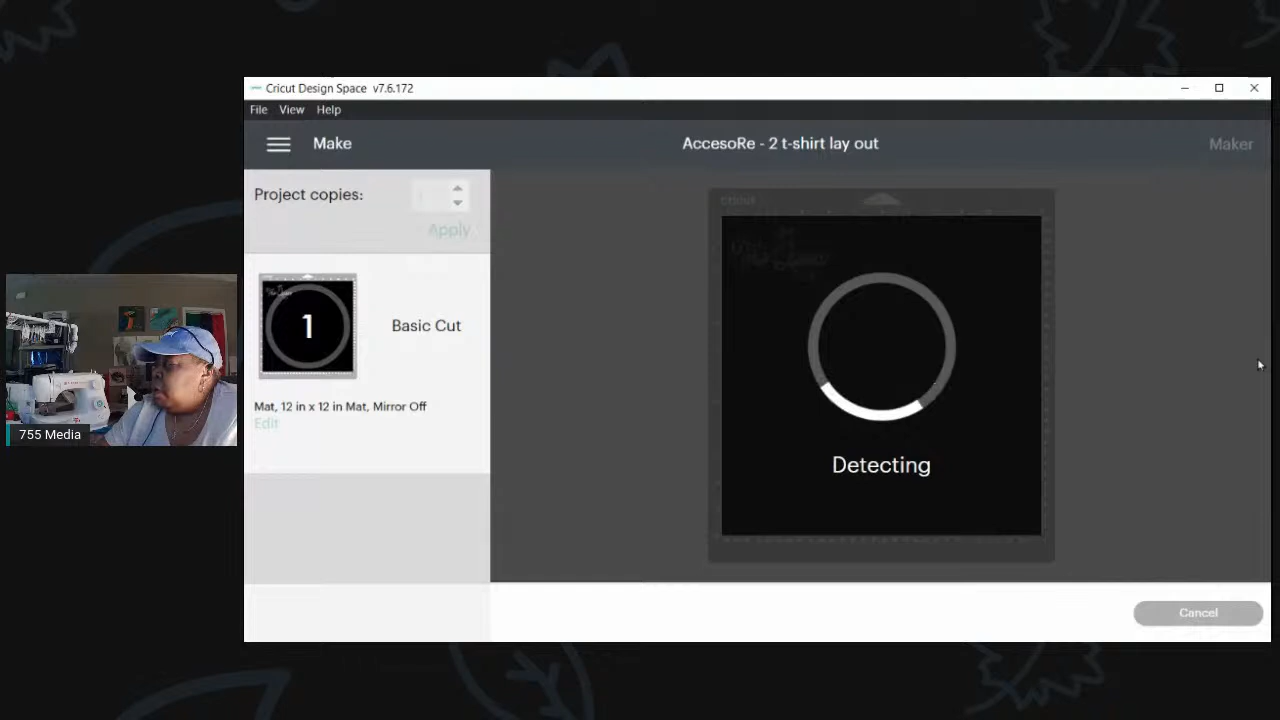 Cricut Design Space v7.6.172
File View Help
Make
AccesoRe - 2 t-shirt lay out
Maker
Project copies:
Apply
1
Basic Cut
Mat, 12 in x 12 in Mat, Mirror Off
Edit
Cricut
Detecting
Cancel
755 Media